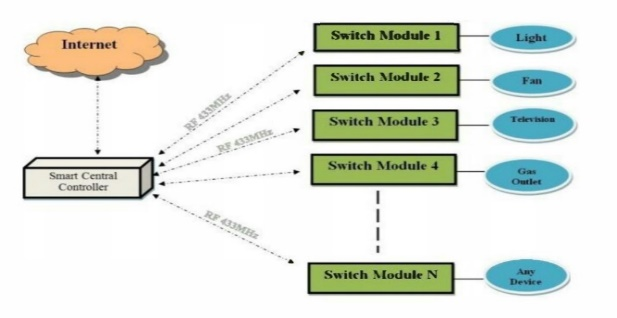 Internet
Smart Central
Controller
RF 433MHz
RF 433MHz
RF 433MHz
Switch Module 1
Light
Switch Module 2
Fan
Switch Module 3
Television
Switch Module 4
Gas
Outlet
Switch Module N
Any
Device